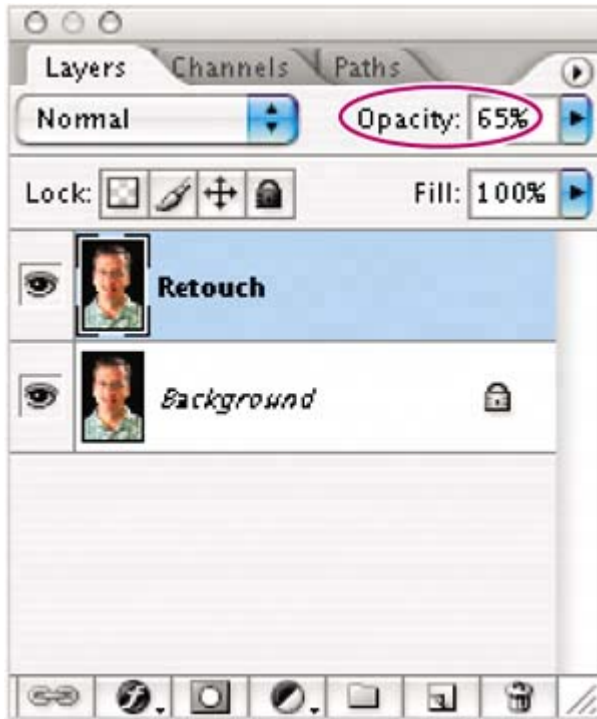 Layers Channels Paths
Normal Opacity: 65%
Lock: Fill: 100%
Retouch
Background